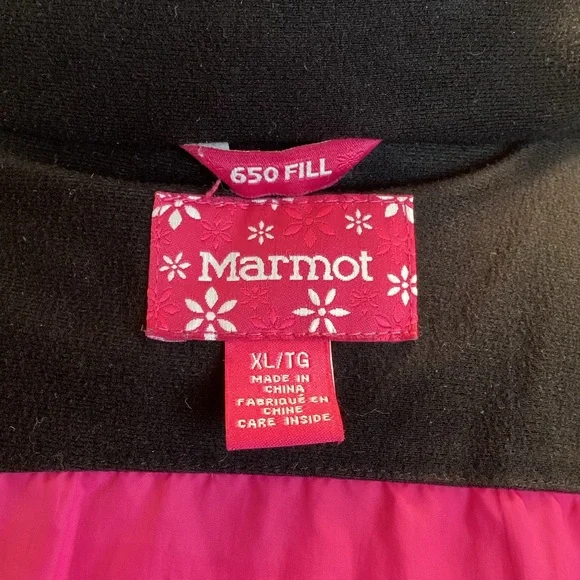 650 FILL
Marmot
XL/TG
MADE IN
CHINA
FABRIQUÉ EN
CHINE
CARE INSIDE